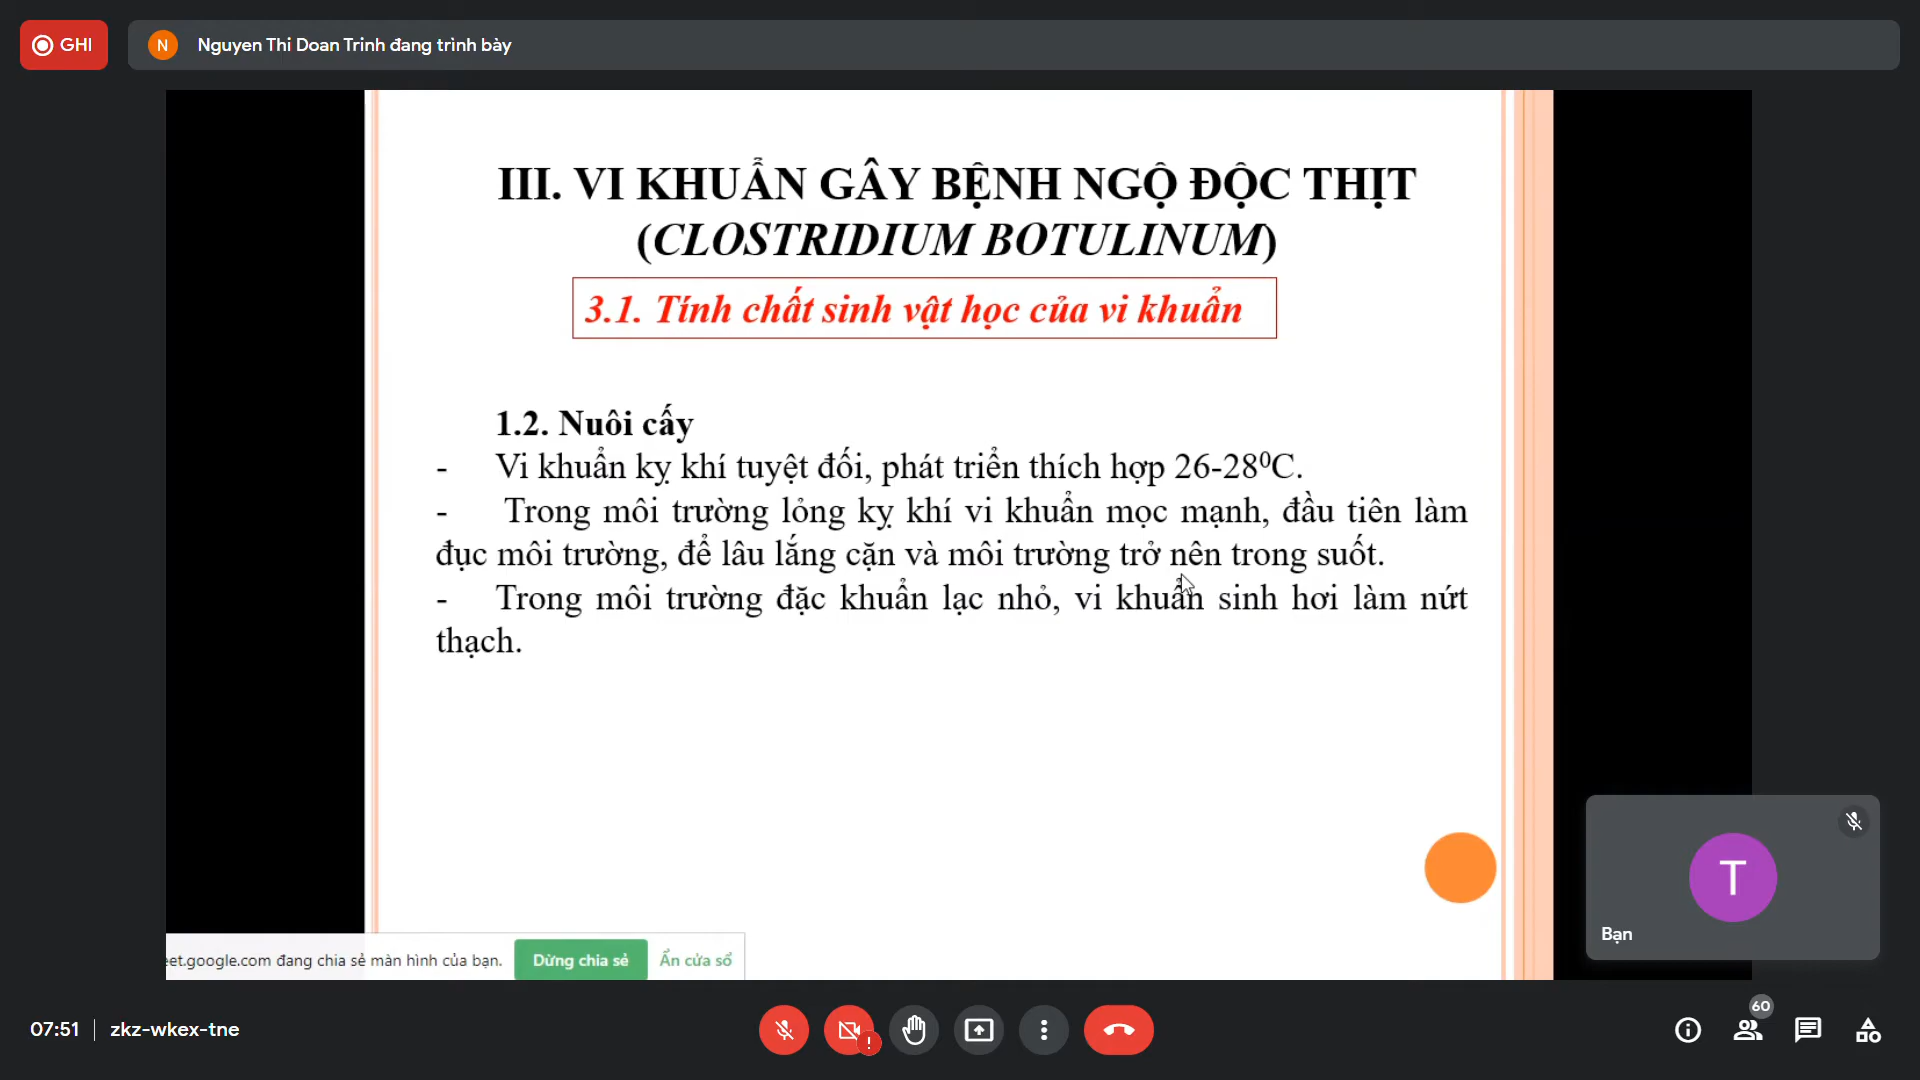 GHI
N
Nguyen Thi Doan Trinh đang trình bày
III. VI KHUẨN GÂY BỆNH NGỘ ĐỘC THỊT
(CLOSTRIDIUM BOTULINUM)
3.1. Tính chất sinh vật học của vi khuẩn
1.2. Nuôi cấy
- Vi khuẩn kỵ khí tuyệt đối, phát triển thích hợp 26-28⁰C.
- Trong môi trường lỏng kỵ khí vi khuẩn mọc mạnh, đầu tiên làm
đục môi trường, để lâu lắng cặn và môi trường trở nên trong suốt.
- Trong môi trường đặc khuẩn lạc nhỏ, vi khuẩn sinh hơi làm nứt
thạch.
T
Bạn
eet.google.com đang chia sẻ màn hình của bạn. Dừng chia sẻ Ẩn cửa sổ
07:51 | zkz-wkex-tne
!
60